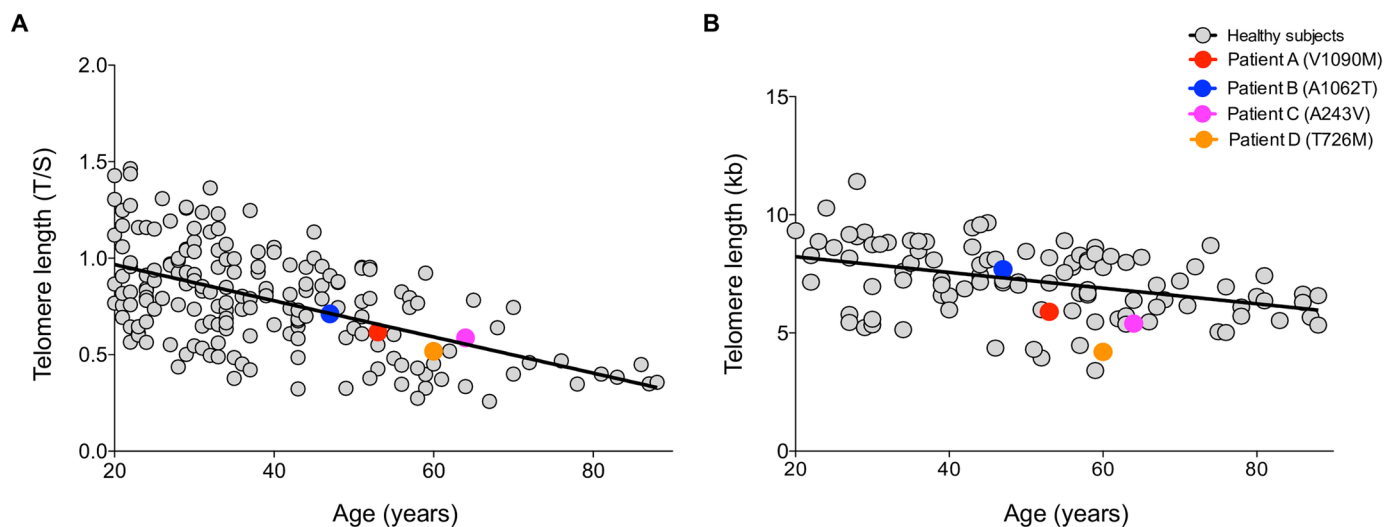 A
Telomere length (T/S)
2.0
1.5
1.0
0.5
0.0
20 40 60 80
Age (years)
B
Telomere length (kb)
15
10
5
0
20 40 60 80
Age (years)
Healthy subjects
Patient A (V1090M)
Patient B (A1062T)
Patient C (A243V)
Patient D (T726M)